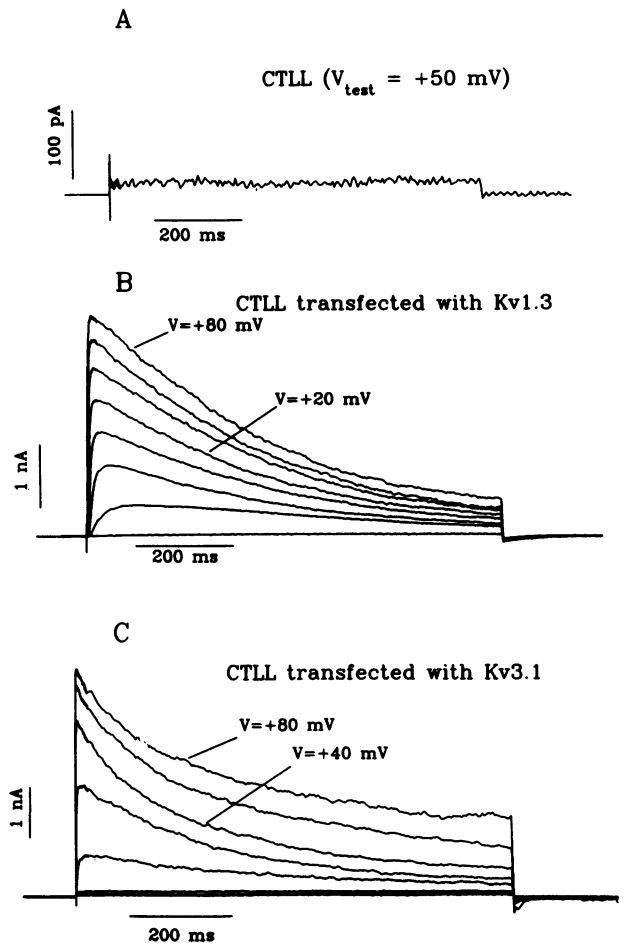 A
CTLL (Vtest = +50 mV)
100 pA
200 ms
B
CTLL transfected with Kv1.3
V=+80 mV
V=+20 mV
1 nA
200 ms
C
CTLL transfected with Kv3.1
V=+80 mV
V=+40 mV
1 nA
200 ms